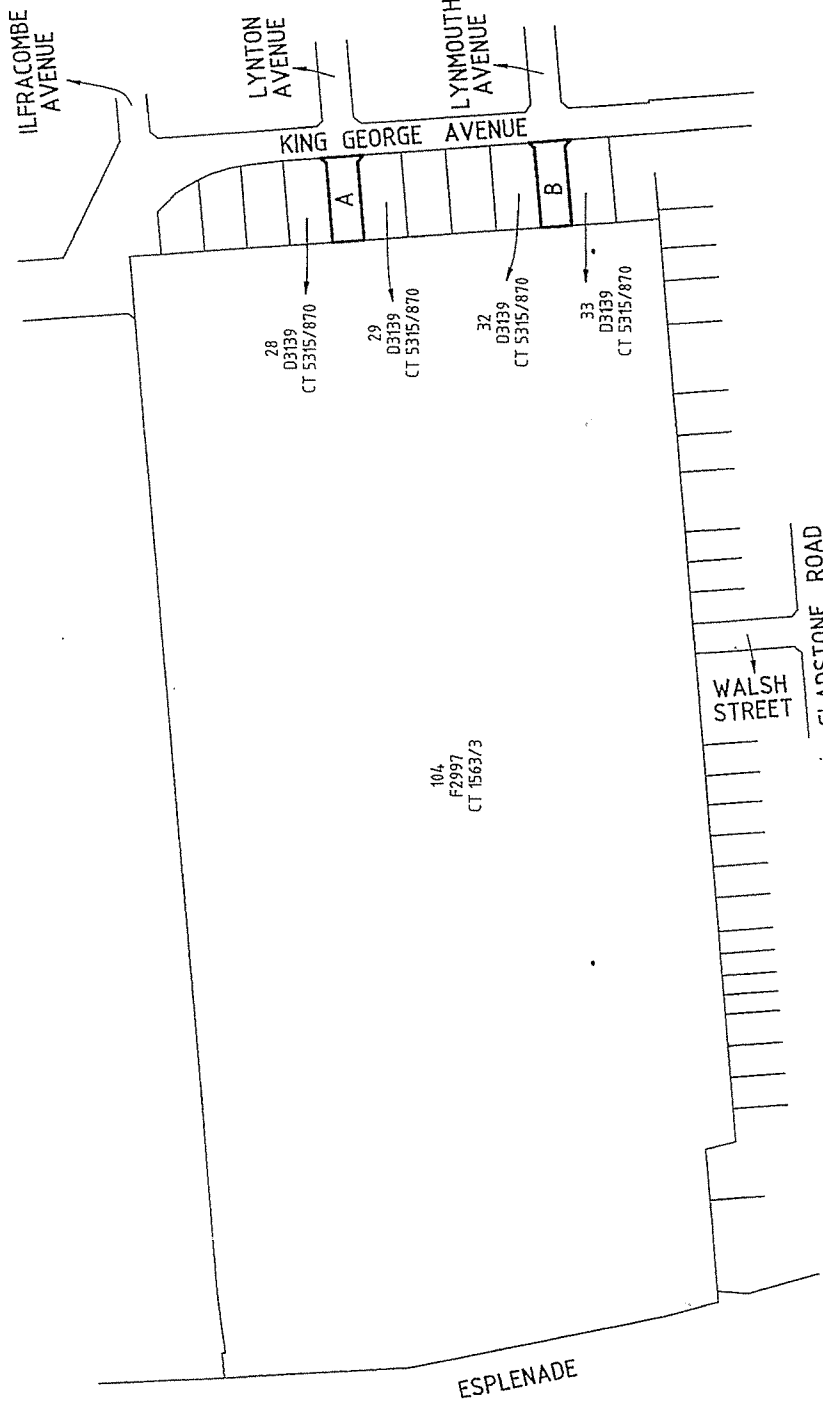 ILFRACOMBE
AVENUE
LYNTON
AVENUE
LYNMOUTH
AVENUE
KING GEORGE AVENUE
A
B
28
D3139
CT 5315/870
29
D3139
CT 5315/870
32
D3139
CT 5315/870
33
D3139
CT 5315/870
104
F2997
CT 1563/3
WALSH
STREET
GLADSTONE ROAD
ESPLENADE